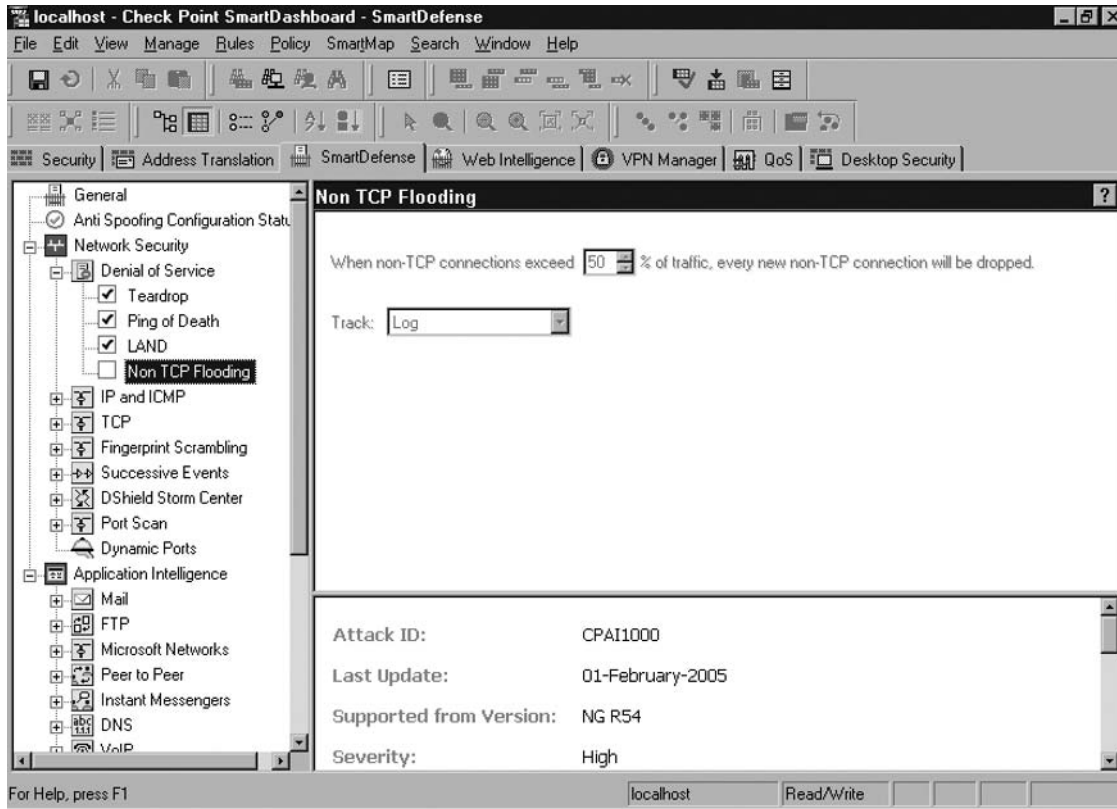 localhost - Check Point SmartDashboard - SmartDefense
File Edit View Manage Rules Policy SmartMap Search Window Help
Security Address Translation SmartDefense Web Intelligence VPN Manager QoS Desktop Security
General
Anti Spoofing Configuration Statu
Network Security
Denial of Service
Teardrop
Ping of Death
LAND
Non TCP Flooding
IP and ICMP
TCP
Fingerprint Scrambling
Successive Events
DShield Storm Center
Port Scan
Dynamic Ports
Application Intelligence
Mail
FTP
Microsoft Networks
Peer to Peer
Instant Messengers
DNS
VoIP
Non TCP Flooding ?
When non-TCP connections exceed 50 % of traffic, every new non-TCP connection will be dropped.
Track: Log
Attack ID: CPAI1000
Last Update: 01-February-2005
Supported from Version: NG R54
Severity: High
For Help, press F1 localhost Read/Write